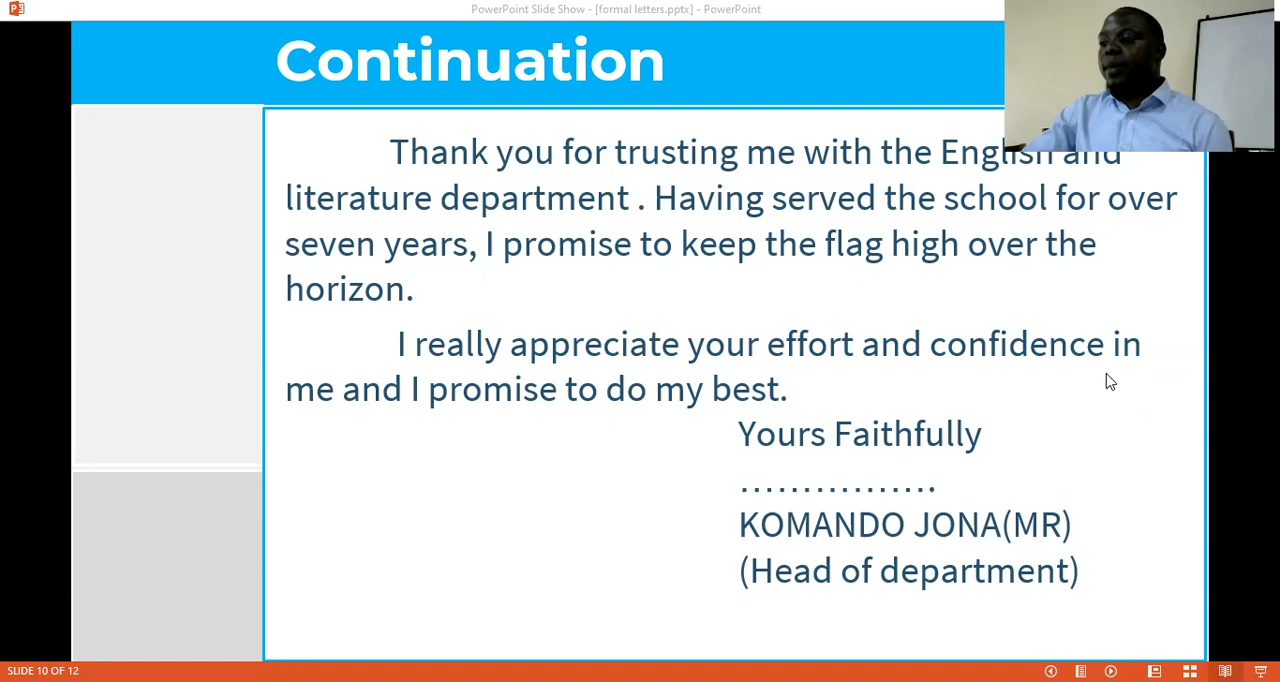 PowerPoint Slide Show - [formal letters.pptx] - PowerPoint
Continuation
Thank you for trusting me with the English and
literature department . Having served the school for over
seven years, I promise to keep the flag high over the
horizon.
I really appreciate your effort and confidence in
me and I promise to do my best.
Yours Faithfully
…………….
KOMANDO JONA(MR)
(Head of department)
SLIDE 10 OF 12